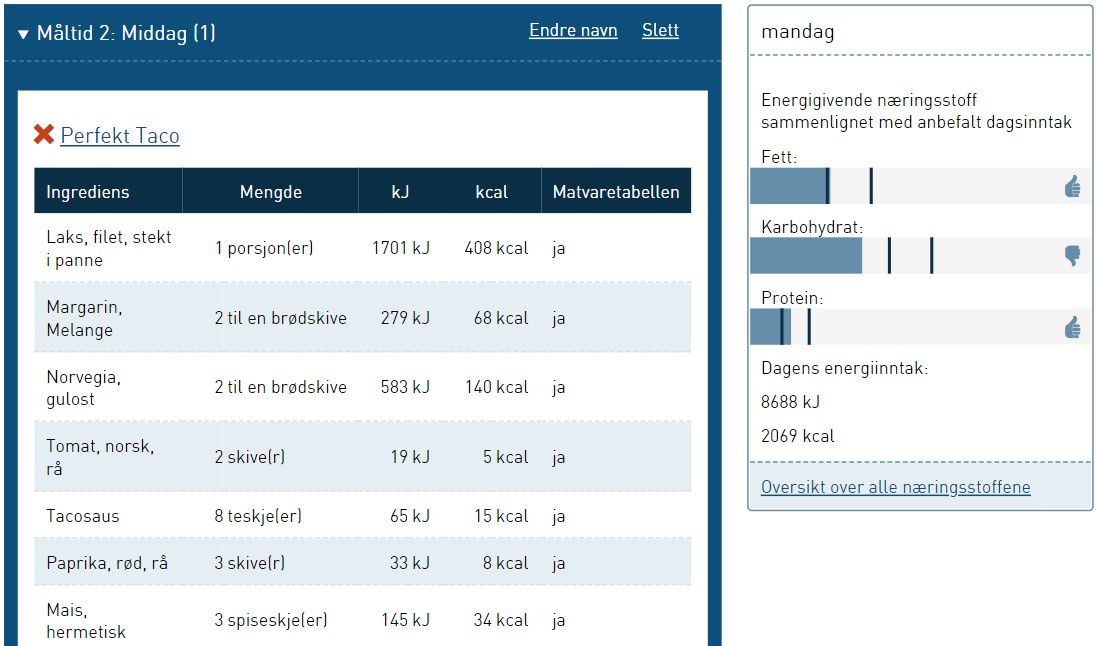 ▼ Måltid 2: Middag (1) Endre navn Slett
Perfekt Taco
Ingrediens Mengde kJ kcal Matvaretabellen
Laks, filet, stekt
i panne 1 porsjon(er) 1701 kJ 408 kcal ja
Margarin,
Melange 2 til en brødskive 279 kJ 68 kcal ja
Norvegia,
gulost 2 til en brødskive 583 kJ 140 kcal ja
Tomat, norsk,
rå 2 skive(r) 19 kJ 5 kcal ja
Tacosaus 8 teskje(er) 65 kJ 15 kcal ja
Paprika, rød, rå 3 skive(r) 33 kJ 8 kcal ja
Mais,
hermetisk 3 spiseskje(er) 145 kJ 34 kcal ja
mandag
Energigivende næringsstoff
sammenlignet med anbefalt dagsinntak
Fett:
Karbohydrat:
Protein:
Dagens energiinntak:
8688 kJ
2069 kcal
Oversikt over alle næringsstoffene